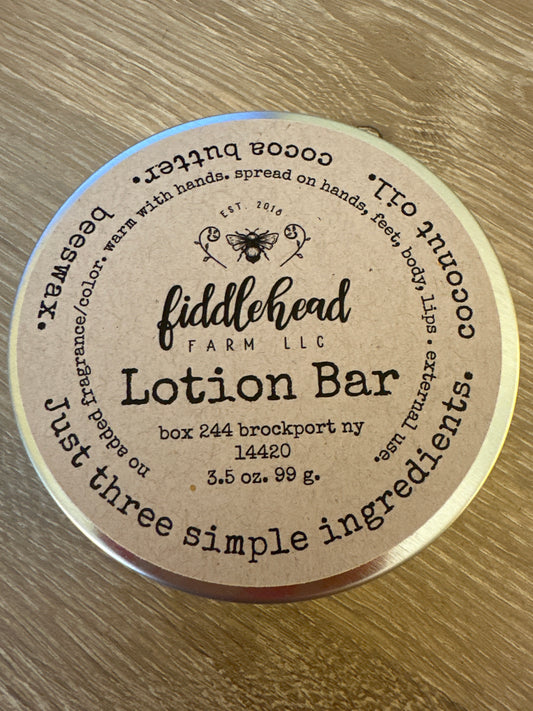 EST. 2018
fiddlehead
FARM LLC
Lotion Bar
box 244 brockport ny
14420
3.5 oz. 99 g.
no added fragrance/color. warm with hands. spread on hands, feet, body, lips. external use.
Just three simple ingredients.
coconut oil.
cocoa butter.
beeswax.